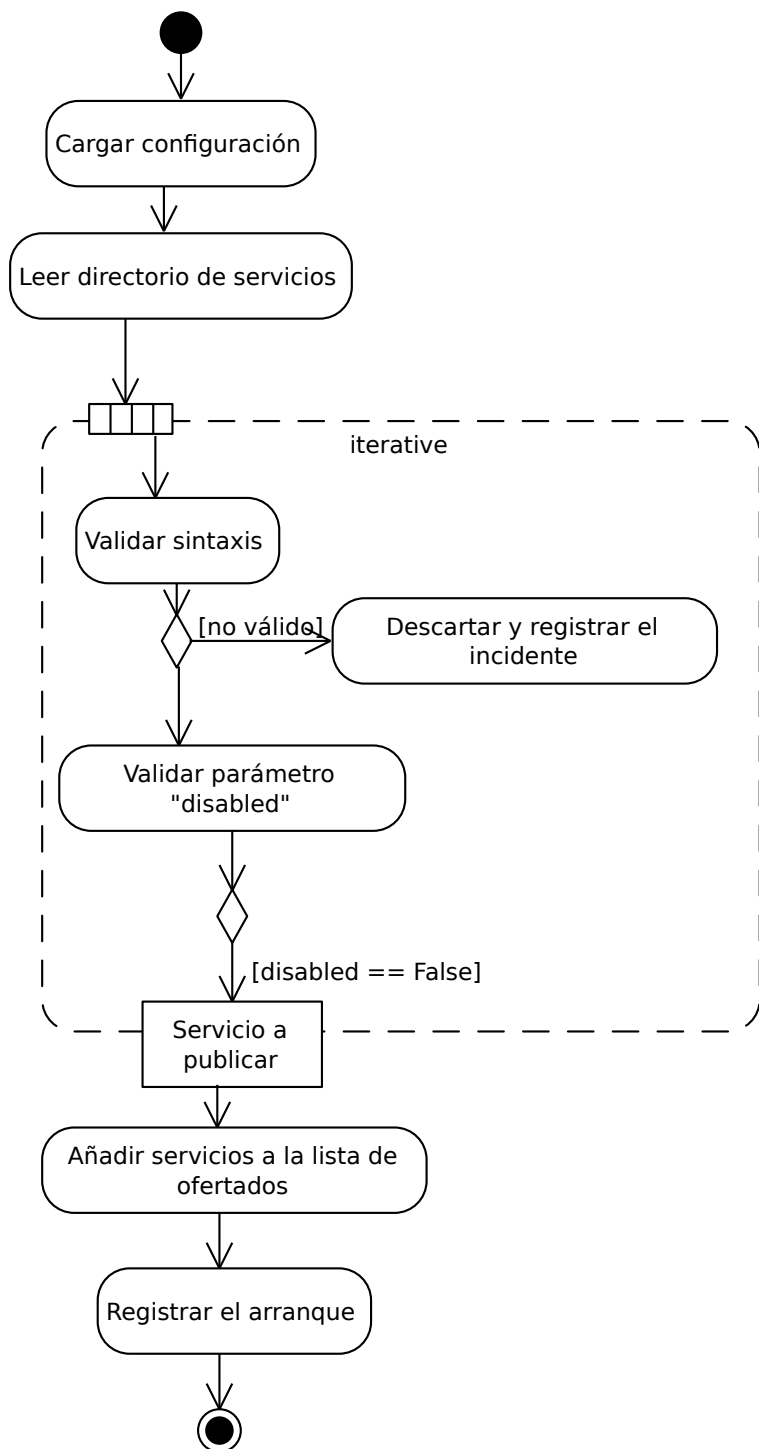 Cargar configuración
Leer directorio de servicios
iterative
Validar sintaxis
[no válido]
Descartar y registrar el
incidente
Validar parámetro
"disabled"
[disabled == False]
Servicio a
publicar
Añadir servicios a la lista de
ofertados
Registrar el arranque